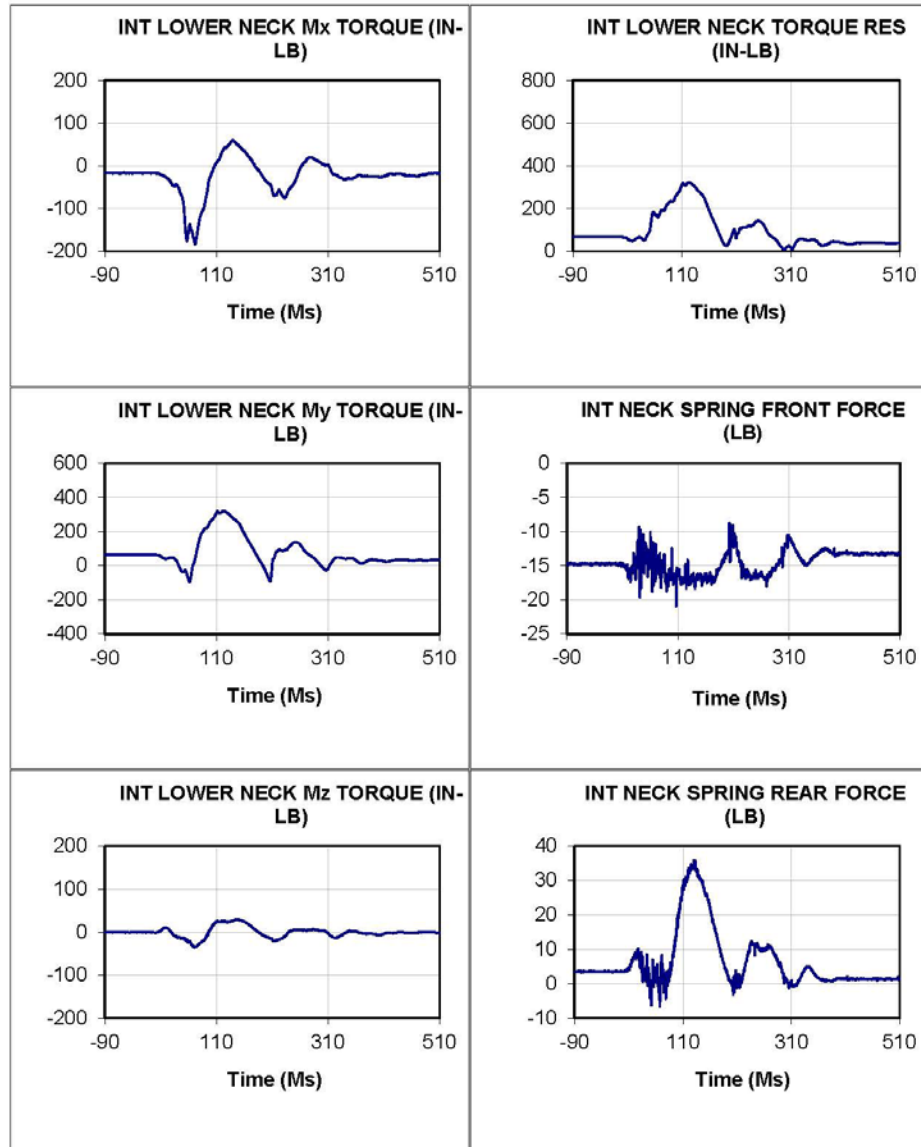 INT LOWER NECK Mx TORQUE (IN-
LB)
200
100
0
-100
-200
-90 110 310 510
Time (Ms)
INT LOWER NECK TORQUE RES
(IN-LB)
800
600
400
200
0
-90 110 310 510
Time (Ms)
INT LOWER NECK My TORQUE (IN-
LB)
600
400
200
0
-200
-400
-90 110 310 510
Time (Ms)
INT NECK SPRING FRONT FORCE
(LB)
0
-5
-10
-15
-20
-25
-90 110 310 510
Time (Ms)
INT LOWER NECK Mz TORQUE (IN-
LB)
200
100
0
-100
-200
-90 110 310 510
Time (Ms)
INT NECK SPRING REAR FORCE
(LB)
40
30
20
10
0
-10
-90 110 310 510
Time (Ms)